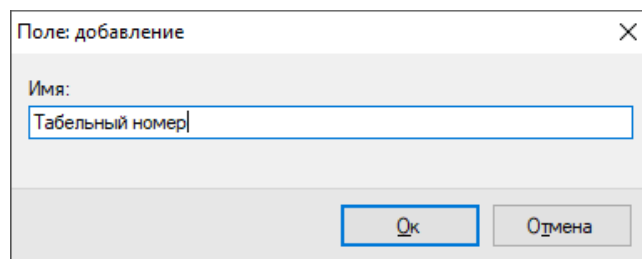 Поле: добавление
Имя:
Табельный номер
Ок
Отмена